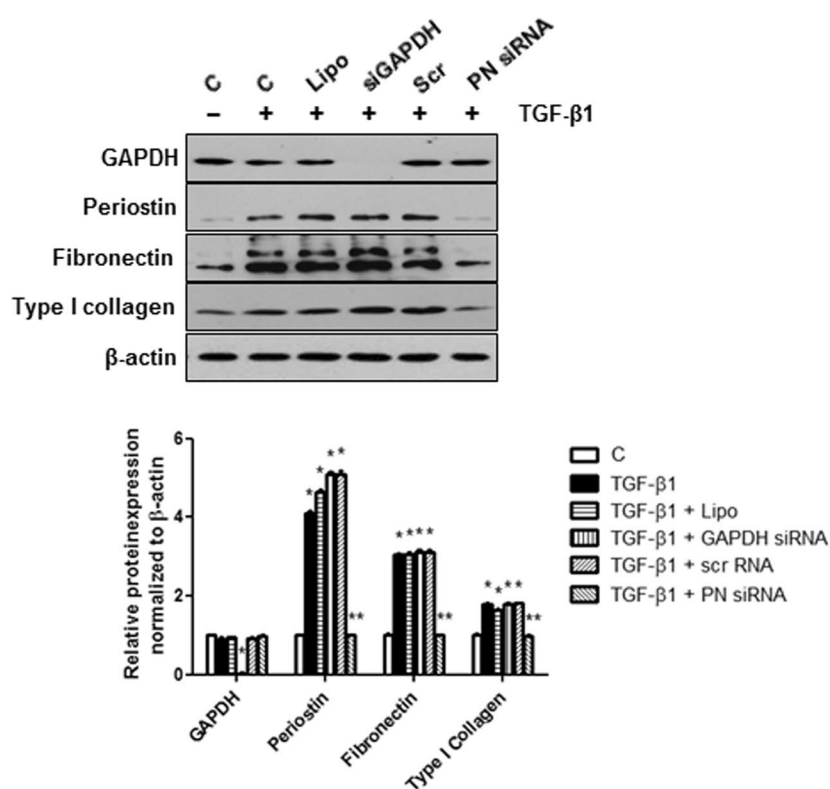 C C Lipo siGAPDH Scr PN siRNA
– + + + + + TGF-β1
GAPDH
Periostin
Fibronectin
Type I collagen
β-actin
Relative proteinexpression
normalized to β-actin
6
4
2
0
* * * * * **
* * * * **
* * * * **
GAPDH
Periostin
Fibronectin
Type I Collagen
C
TGF-β1
TGF-β1 + Lipo
TGF-β1 + GAPDH siRNA
TGF-β1 + scr RNA
TGF-β1 + PN siRNA